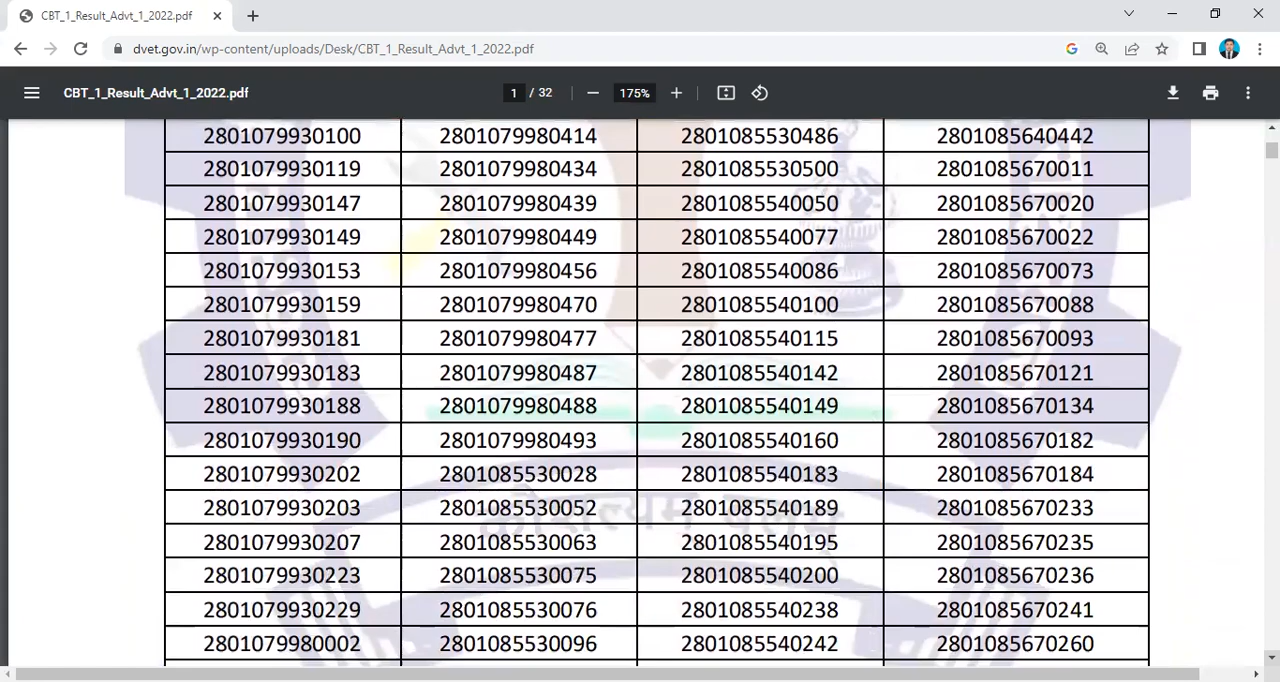 CBT_1_Result_Advt_1_2022.pdf
dvet.gov.in/wp-content/uploads/Desk/CBT_1_Result_Advt_1_2022.pdf
CBT_1_Result_Advt_1_2022.pdf 1 / 32 175%
2801079930100 2801079980414 2801085530486 2801085640442
2801079930119 2801079980434 2801085530500 2801085670011
2801079930147 2801079980439 2801085540050 2801085670020
2801079930149 2801079980449 2801085540077 2801085670022
2801079930153 2801079980456 2801085540086 2801085670073
2801079930159 2801079980470 2801085540100 2801085670088
2801079930181 2801079980477 2801085540115 2801085670093
2801079930183 2801079980487 2801085540142 2801085670121
2801079930188 2801079980488 2801085540149 2801085670134
2801079930190 2801079980493 2801085540160 2801085670182
2801079930202 2801085530028 2801085540183 2801085670184
2801079930203 2801085530052 2801085540189 2801085670233
2801079930207 2801085530063 2801085540195 2801085670235
2801079930223 2801085530075 2801085540200 2801085670236
2801079930229 2801085530076 2801085540238 2801085670241
2801079980002 2801085530096 2801085540242 2801085670260
कौशल्यम बलम्